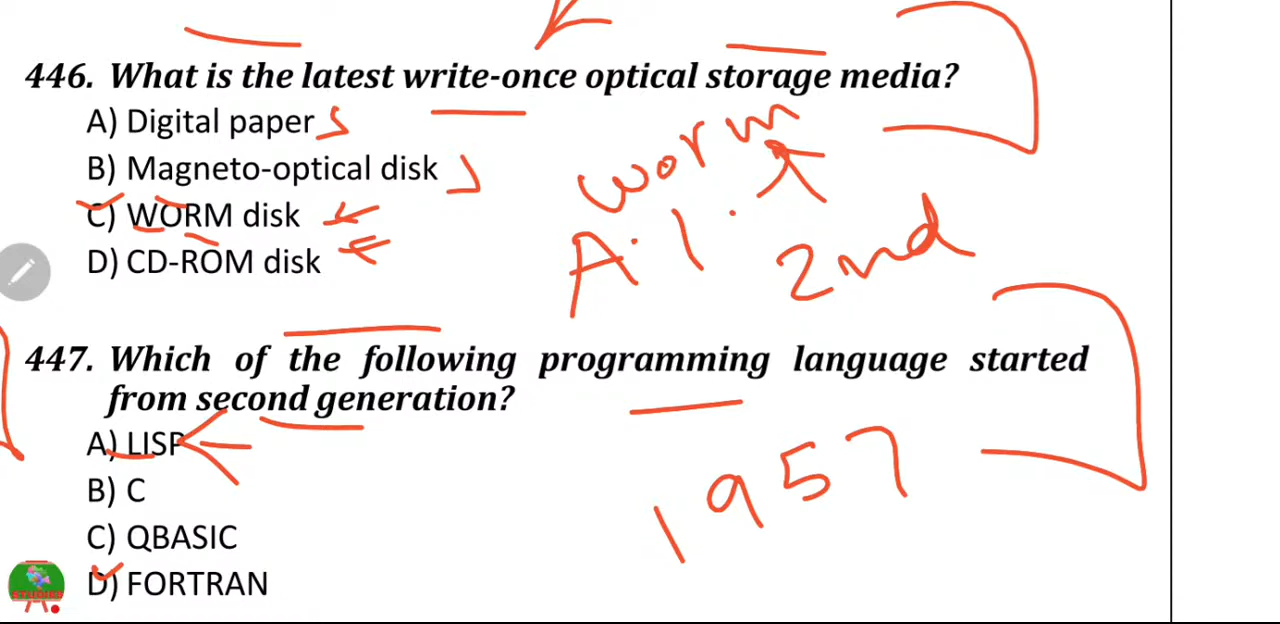 446. What is the latest write-once optical storage media?
A) Digital paper
B) Magneto-optical disk
C) WORM disk
D) CD-ROM disk
worm
A.I.
2nd
447. Which of the following programming language started
from second generation?
A) LISP
B) C
C) QBASIC
D) FORTRAN
1957